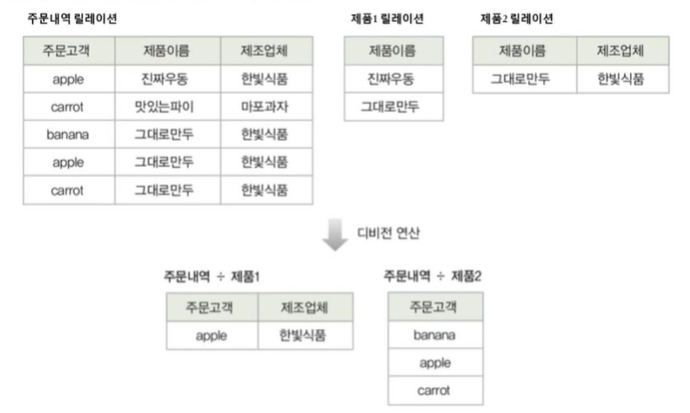 주문내역 릴레이션
제품1 릴레이션
제품2 릴레이션
주문고객 제품이름 제조업체
apple 진짜우동 한빛식품
carrot 맛있는파이 마포과자
banana 그대로만두 한빛식품
apple 그대로만두 한빛식품
carrot 그대로만두 한빛식품
제품이름
진짜우동
그대로만두
제품이름 제조업체
그대로만두 한빛식품
디비전 연산
주문내역 ÷ 제품1
주문고객 제조업체
apple 한빛식품
주문내역 ÷ 제품2
주문고객
banana
apple
carrot